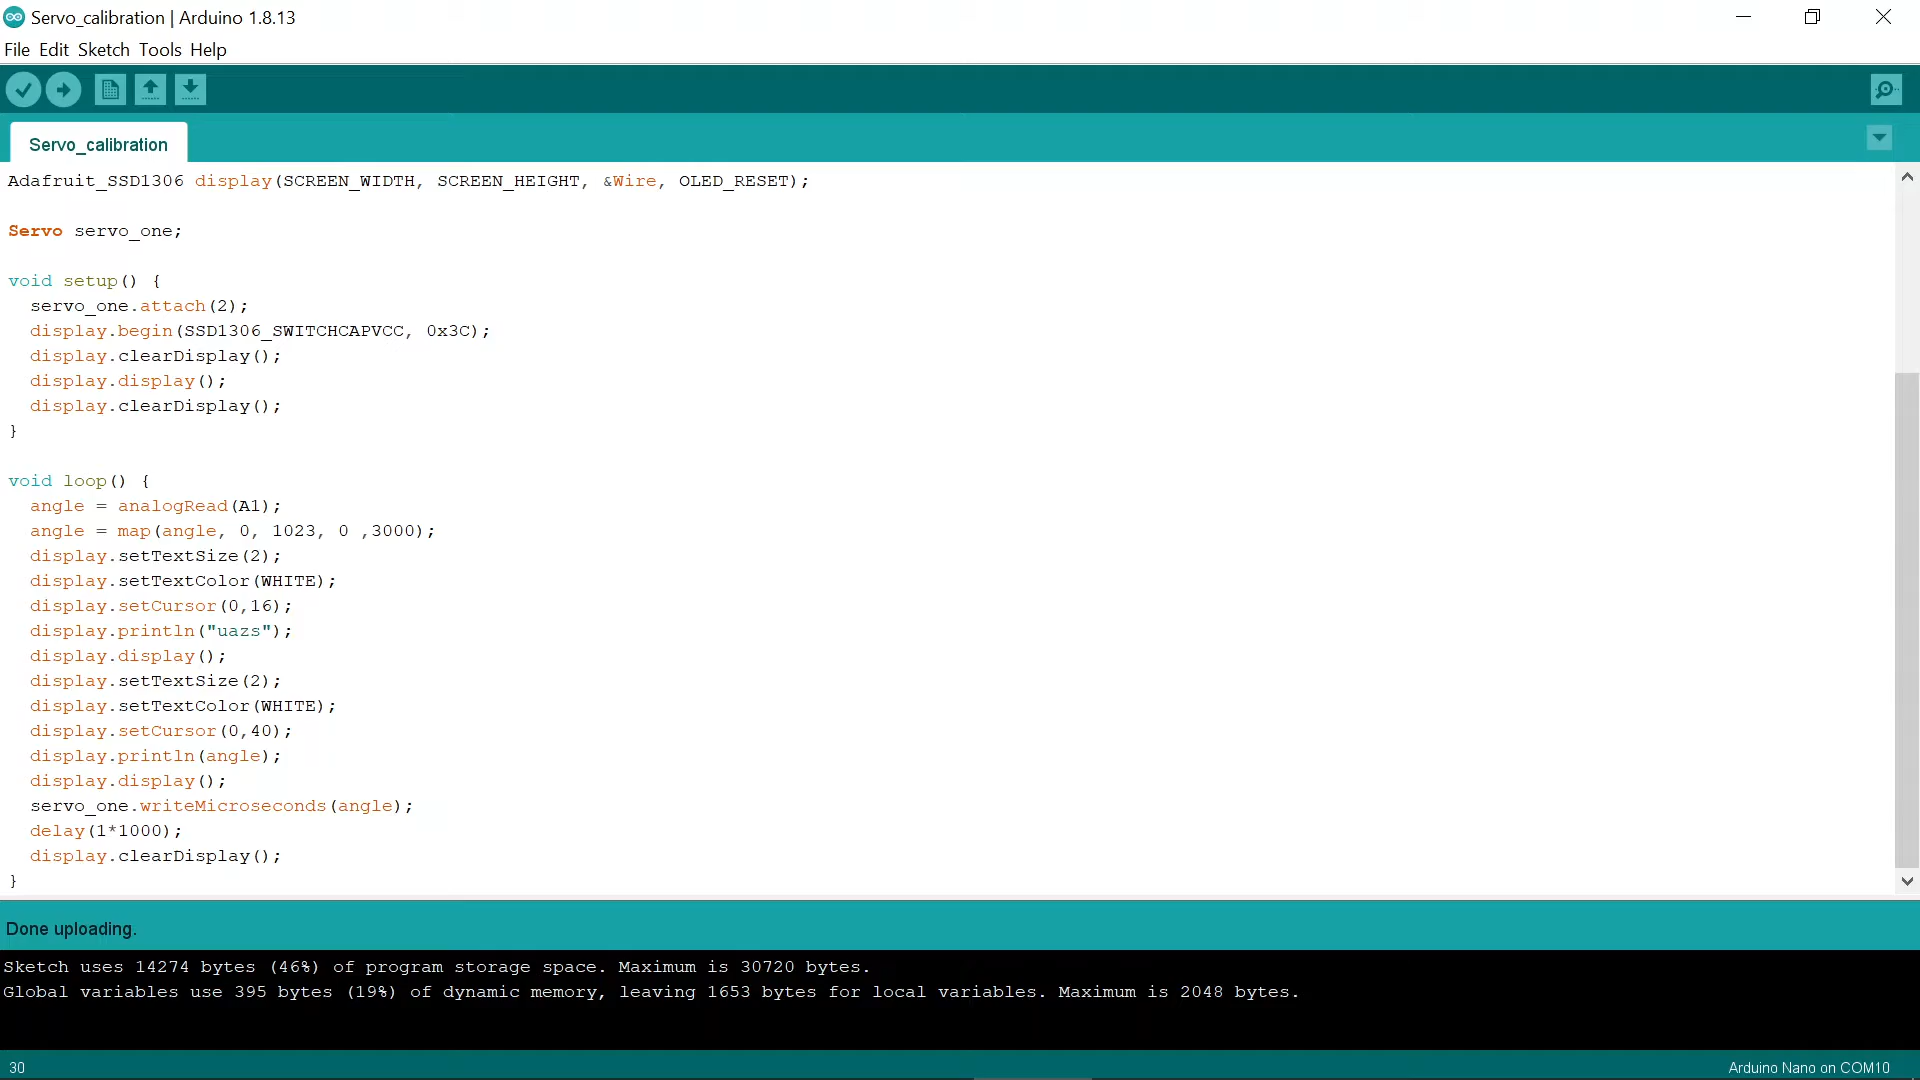 Servo_calibration | Arduino 1.8.13
File Edit Sketch Tools Help
Servo_calibration
Adafruit_SSD1306 display(SCREEN_WIDTH, SCREEN_HEIGHT, &Wire, OLED_RESET);

Servo servo_one;

void setup() {
  servo_one.attach(2);
  display.begin(SSD1306_SWITCHCAPVCC, 0x3C);
  display.clearDisplay();
  display.display();
  display.clearDisplay();
}

void loop() {
  angle = analogRead(A1);
  angle = map(angle, 0, 1023, 0 ,3000);
  display.setTextSize(2);
  display.setTextColor(WHITE);
  display.setCursor(0,16);
  display.println("uazs");
  display.display();
  display.setTextSize(2);
  display.setTextColor(WHITE);
  display.setCursor(0,40);
  display.println(angle);
  display.display();
  servo_one.writeMicroseconds(angle);
  delay(1*1000);
  display.clearDisplay();
}
Done uploading.
Sketch uses 14274 bytes (46%) of program storage space. Maximum is 30720 bytes.
Global variables use 395 bytes (19%) of dynamic memory, leaving 1653 bytes for local variables. Maximum is 2048 bytes.
30
Arduino Nano on COM10